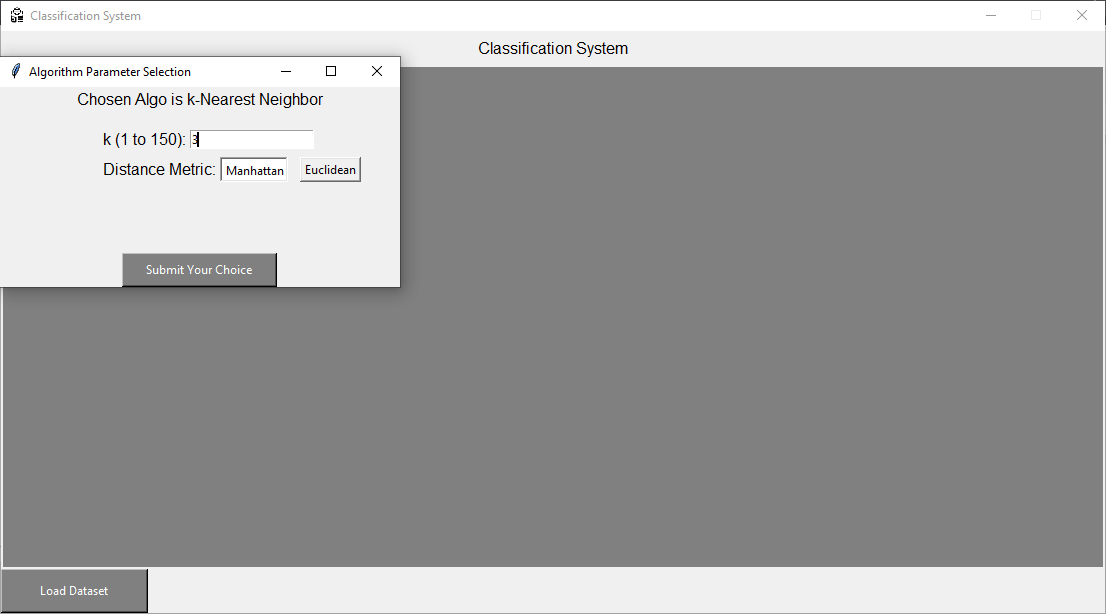 Classification System
Classification System
Algorithm Parameter Selection
Chosen Algo is k-Nearest Neighbor
k (1 to 150): 3
Distance Metric: Manhattan Euclidean
Submit Your Choice
Load Dataset